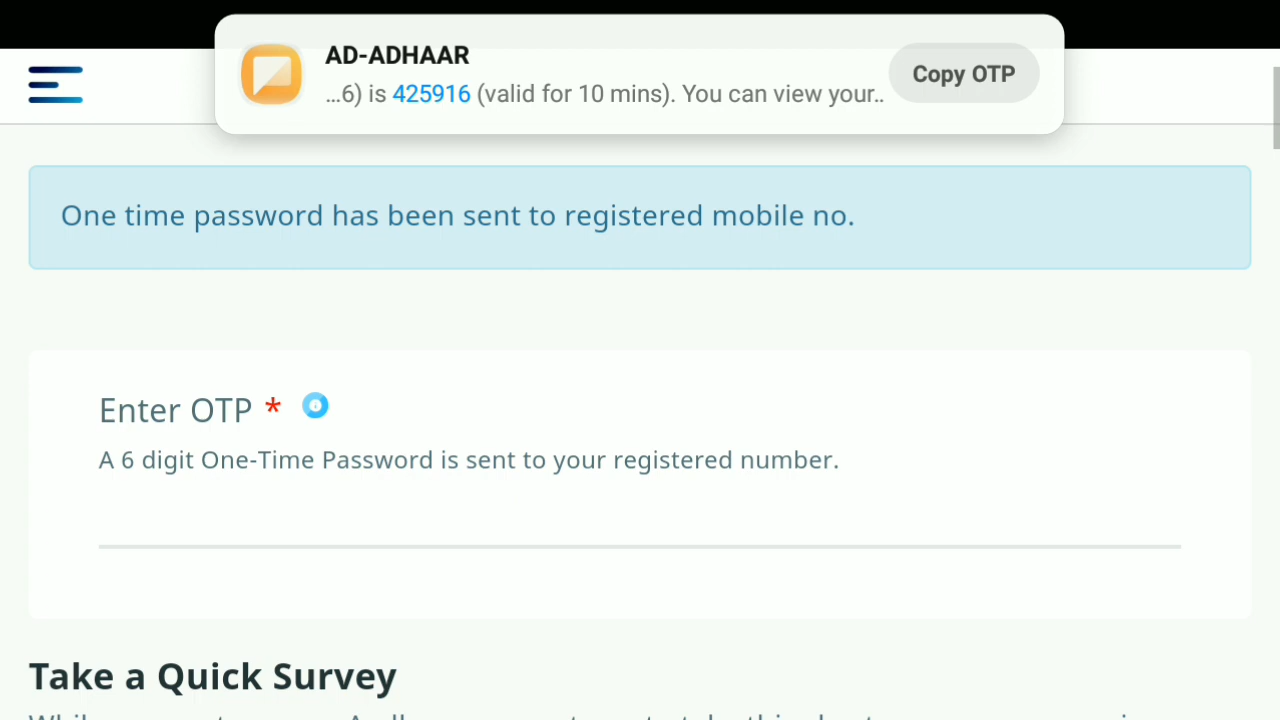 AD-ADHAAR
...6) is 425916 (valid for 10 mins). You can view your..
Copy OTP
One time password has been sent to registered mobile no.
Enter OTP *
A 6 digit One-Time Password is sent to your registered number.
Take a Quick Survey